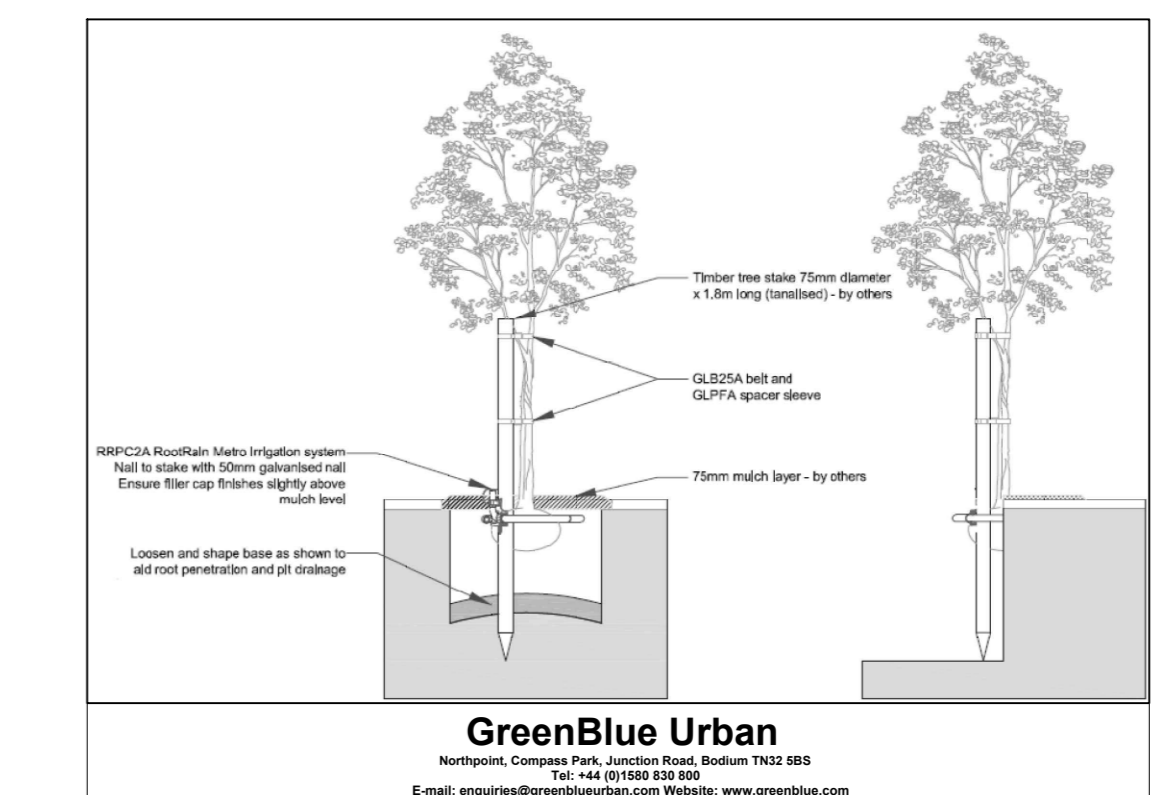 Timber tree stake 75mm diameter
x 1.8m long (tanalised) - by others
GLB25A belt and
GLPFA spacer sleeve
RRPC2A RootRain Metro Irrigation system
Nail to stake with 50mm galvanised nail
Ensure filler cap finishes slightly above
mulch level
75mm mulch layer - by others
Loosen and shape base as shown to
aid root penetration and pit drainage
GreenBlue Urban
Northpoint, Compass Park, Junction Road, Bodium TN32 5BS
Tel: +44 (0)1580 830 800
E-mail: enquiries@greenblueurban.com Website: www.greenblue.com